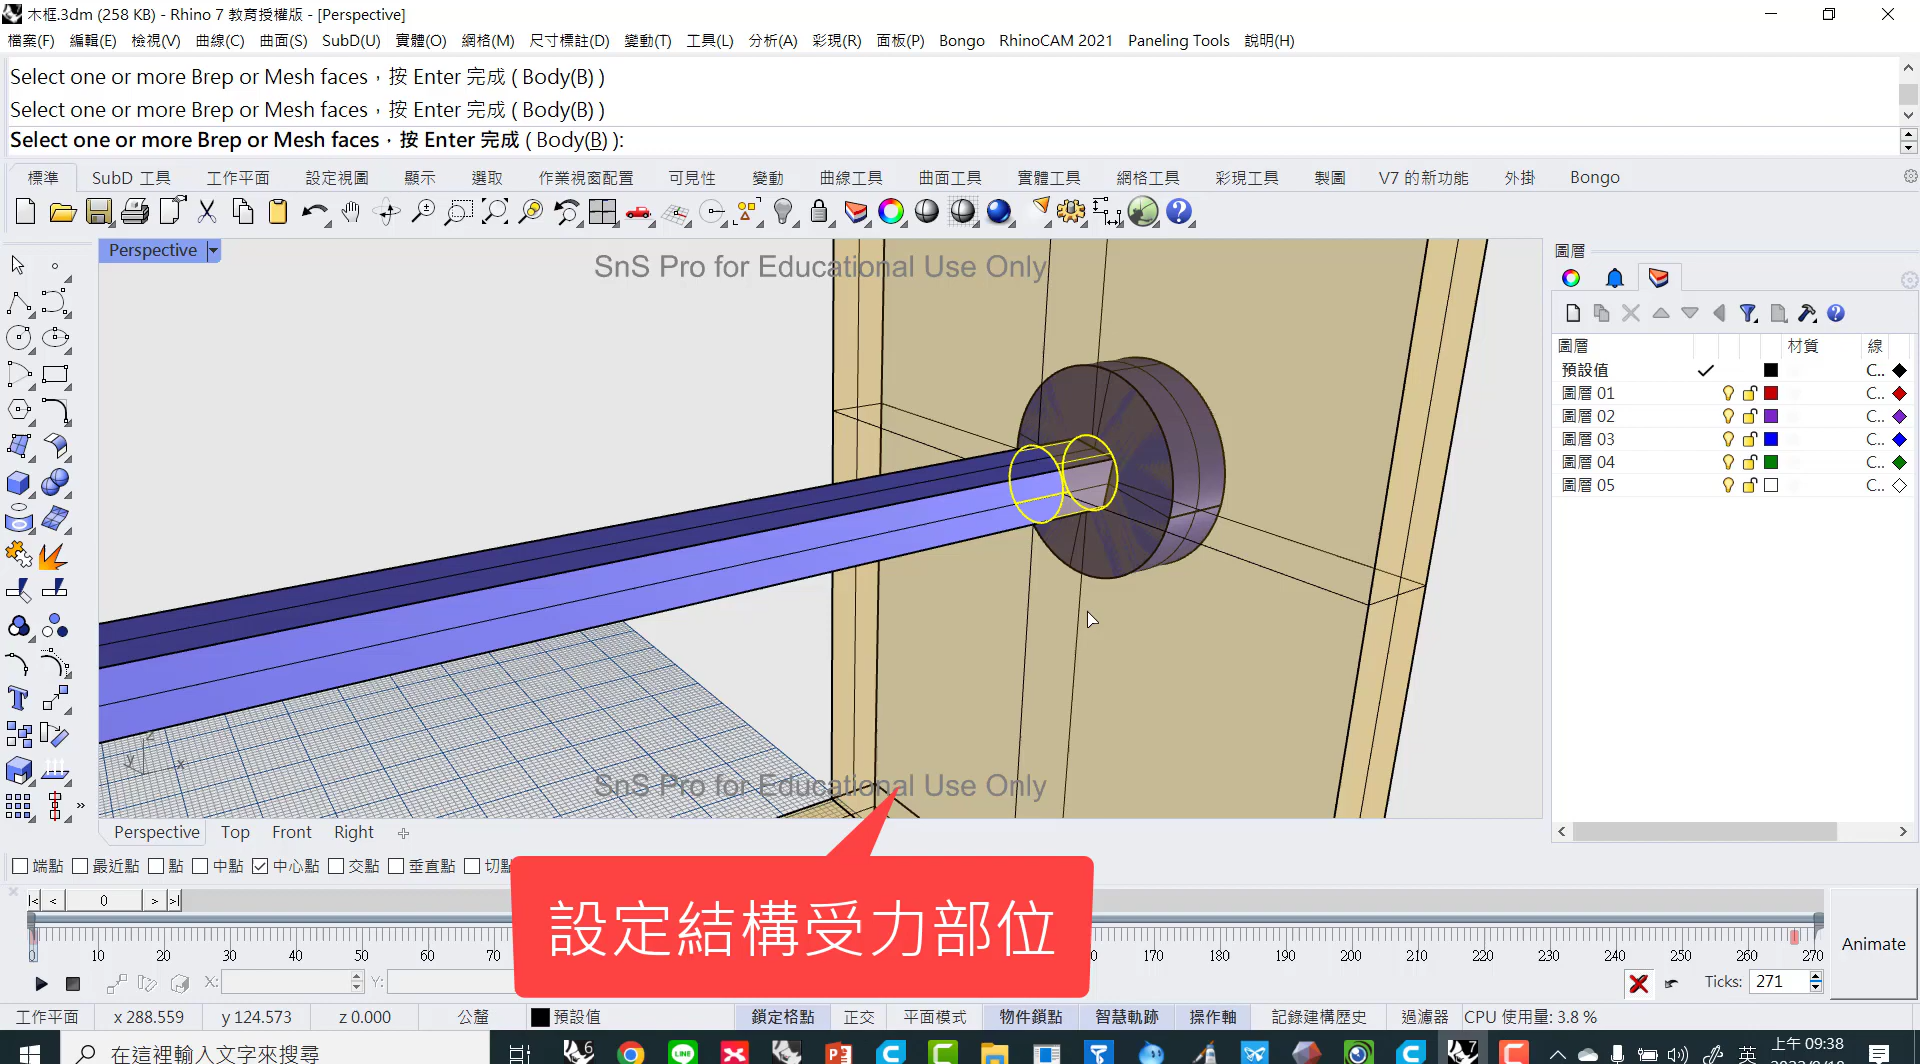 木框.3dm (258 KB) - Rhino 7 教育授權版 - [Perspective]
檔案(F) 編輯(E) 檢視(V) 曲線(C) 曲面(S) SubD(U) 實體(O) 網格(M) 尺寸標註(D) 變動(T) 工具(L) 分析(A) 彩現(R) 面板(P) Bongo RhinoCAM 2021 Paneling Tools 說明(H)
Select one or more Brep or Mesh faces，按 Enter 完成 ( Body(B) )
Select one or more Brep or Mesh faces，按 Enter 完成 ( Body(B) )
Select one or more Brep or Mesh faces，按 Enter 完成 ( Body(B) ):
標準 SubD 工具 工作平面 設定視圖 顯示 選取 作業視窗配置 可見性 變動 曲線工具 曲面工具 實體工具 網格工具 彩現工具 製圖 V7 的新功能 外掛 Bongo
Perspective
SnS Pro for Educational Use Only
圖層
圖層 材質 線
預設值 C..
圖層 01 C..
圖層 02 C..
圖層 03 C..
圖層 04 C..
圖層 05 C..
z
y x
SnS Pro for Educational Use Only
Perspective Top Front Right
端點 最近點 點 中點 中心點 交點 垂直點 切點
設定結構受力部位
|< < 0 > >|
0 10 20 30 40 50 60 70 170 180 190 200 210 220 230 240 250 260 270
Animate
X: Y: Ticks: 271
工作平面 x 288.559 y 124.573 z 0.000 公釐 預設值 鎖定格點 正交 平面模式 物件鎖點 智慧軌跡 操作軸 記錄建構歷史 過濾器 CPU 使用量: 3.8 %
在這裡輸入文字來搜尋
英 上午 09:38